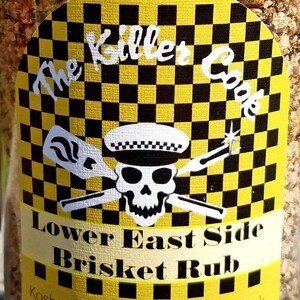 The Killer Cook
Lower East Side
Brisket Rub